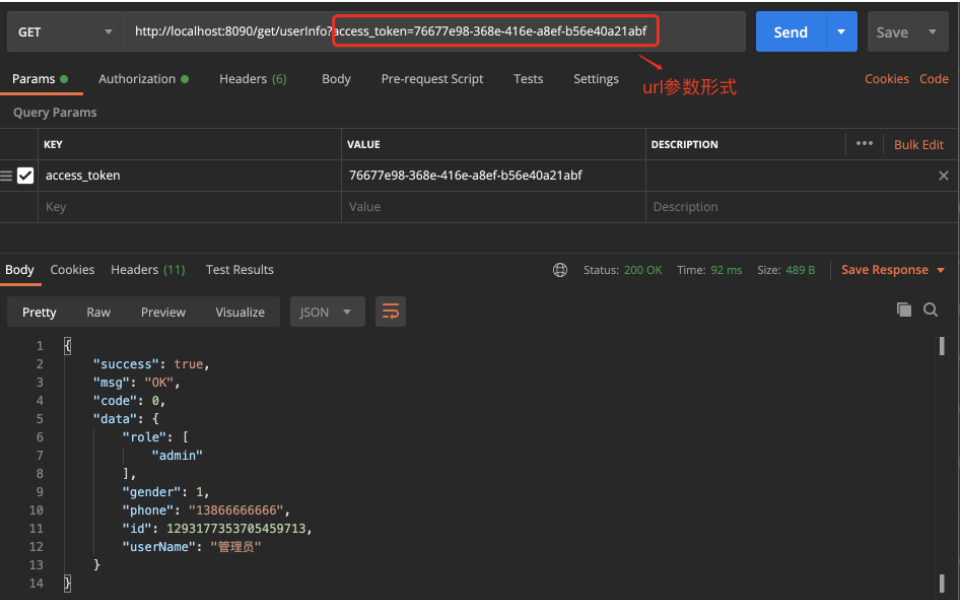 GET http://localhost:8090/get/userInfo?access_token=76677e98-368e-416e-a8ef-b56e40a21abf Send Save
Params Authorization Headers (6) Body Pre-request Script Tests Settings Cookies Code
url参数形式
Query Params
KEY VALUE DESCRIPTION ••• Bulk Edit
access_token 76677e98-368e-416e-a8ef-b56e40a21abf
Key Value Description
Body Cookies Headers (11) Test Results Status: 200 OK Time: 92 ms Size: 489 B Save Response
Pretty Raw Preview Visualize JSON
1 {
2 "success": true,
3 "msg": "OK",
4 "code": 0,
5 "data": {
6 "role": [
7 "admin"
8 ],
9 "gender": 1,
10 "phone": "13866666666",
11 "id": 1293177353705459713,
12 "userName": "管理员"
13 }
14 }